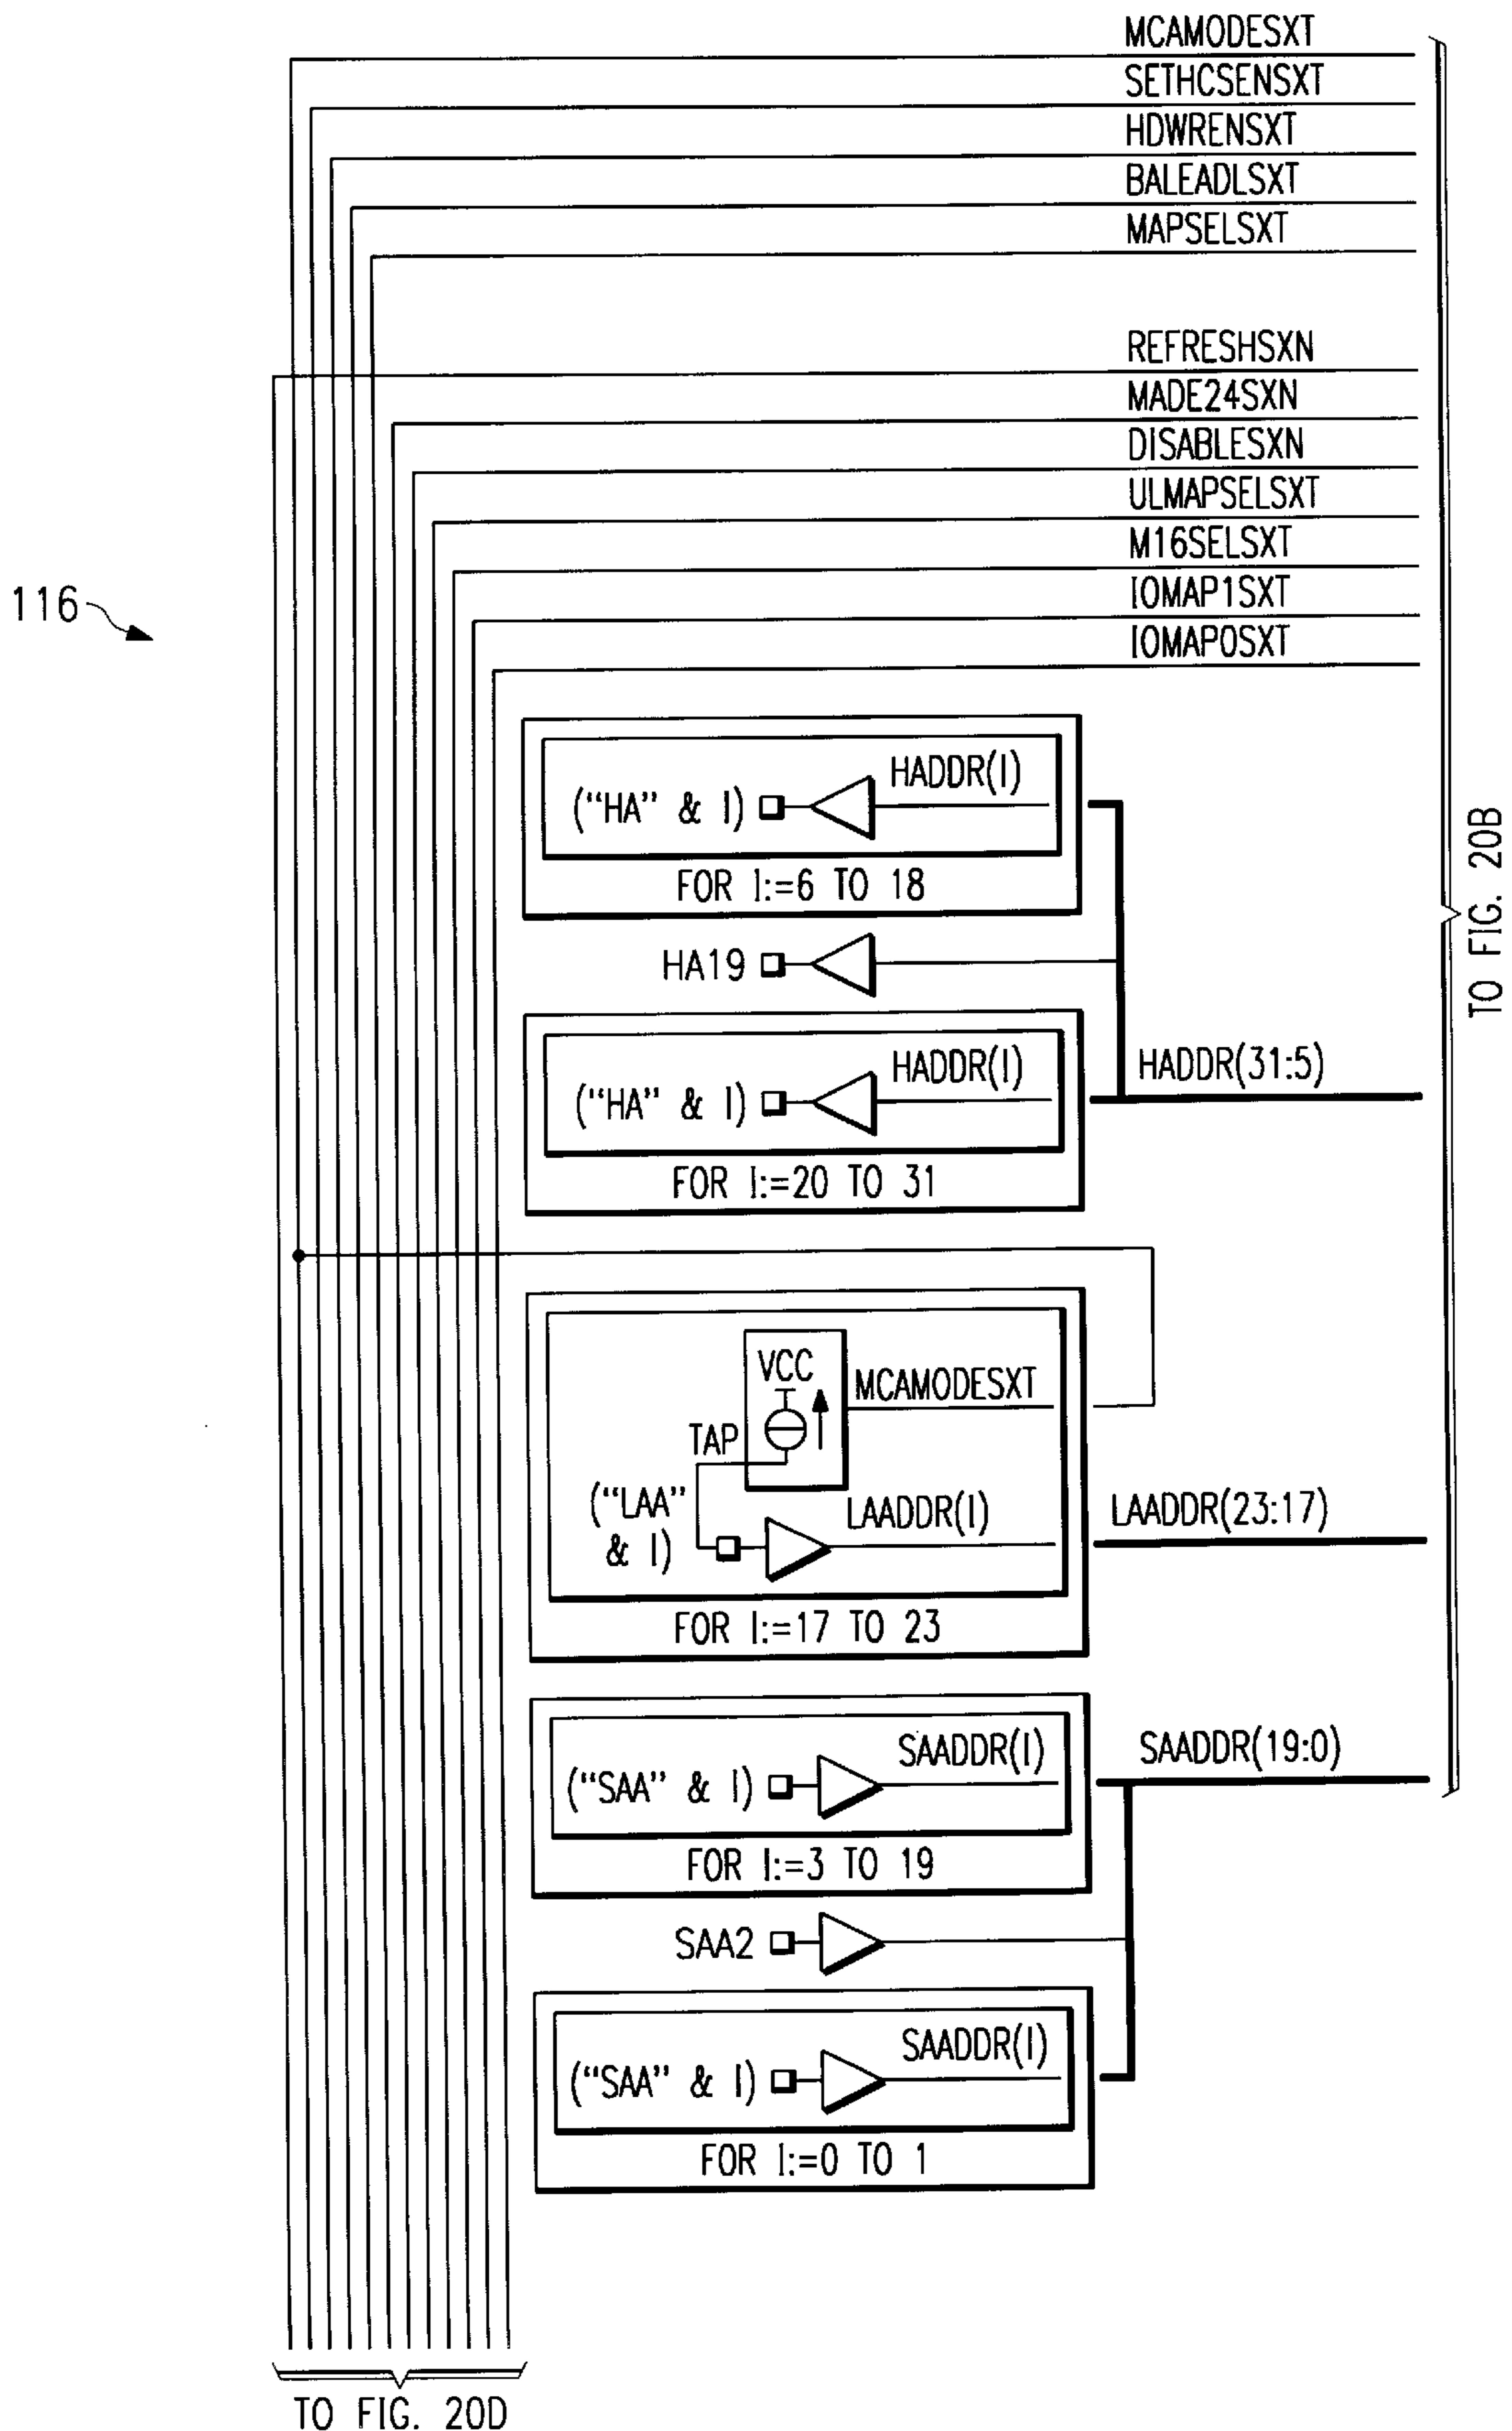 MCAMODESXT
SETHCSENSXT
HDWRENSXT
BALEADLSXT
MAPSELSXT
REFRESHSXN
MADE24SXN
DISABLESXN
ULMAPSELSXT
M16SELSXT
IOMAP1SXT
IOMAP0SXT
116
HADDR(I)
("HA" & I)
FOR I:=6 TO 18
HA19
HADDR(I)
("HA" & I)
FOR I:=20 TO 31
HADDR(31:5)
TO FIG. 20B
VCC
MCAMODESXT
TAP
("LAA"
& I)
LAADDR(I)
FOR I:=17 TO 23
LAADDR(23:17)
SAADDR(I)
("SAA" & I)
FOR I:=3 TO 19
SAADDR(19:0)
SAA2
SAADDR(I)
("SAA" & I)
FOR I:=0 TO 1
TO FIG. 20D